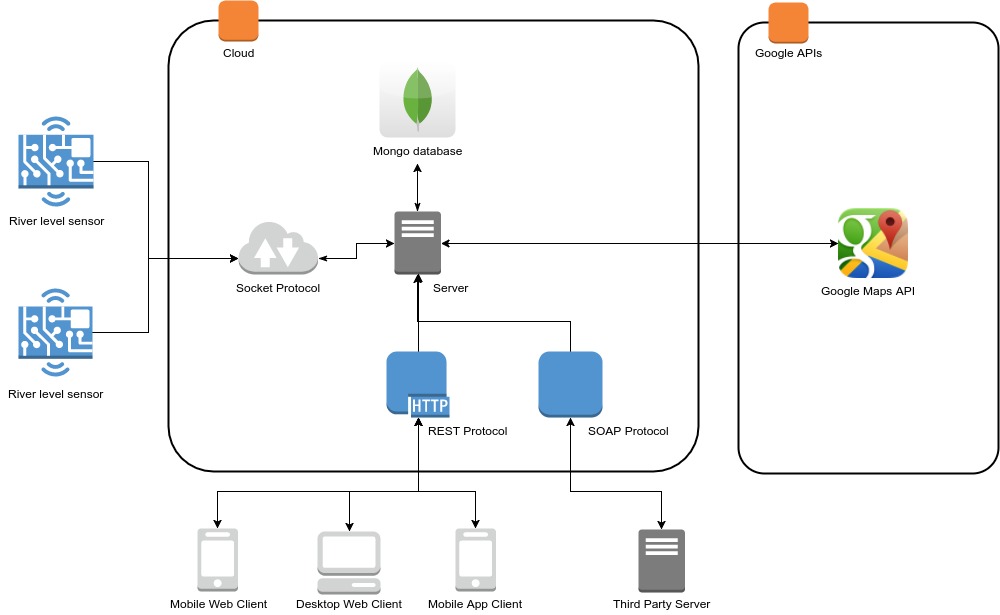 Cloud
Google APIs
Mongo database
River level sensor
Socket Protocol
Server
g
Google Maps API
River level sensor
HTTP
REST Protocol
SOAP Protocol
Mobile Web Client
Desktop Web Client
Mobile App Client
Third Party Server